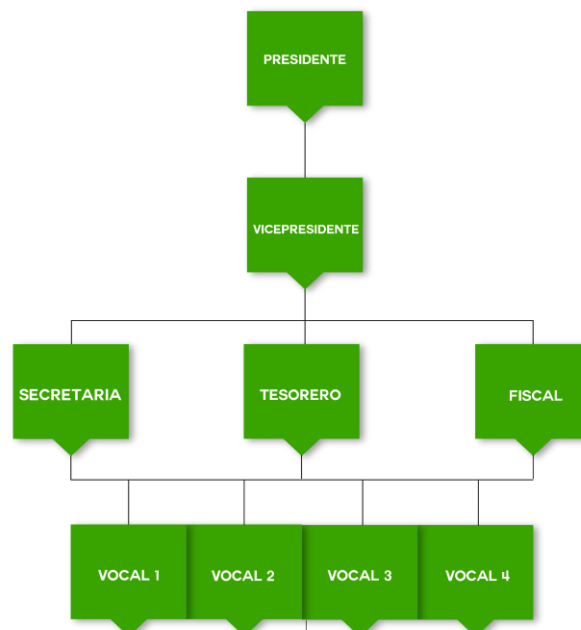 PRESIDENTE
VICEPRESIDENTE
SECRETARIA
TESORERO
FISCAL
VOCAL 1
VOCAL 2
VOCAL 3
VOCAL 4